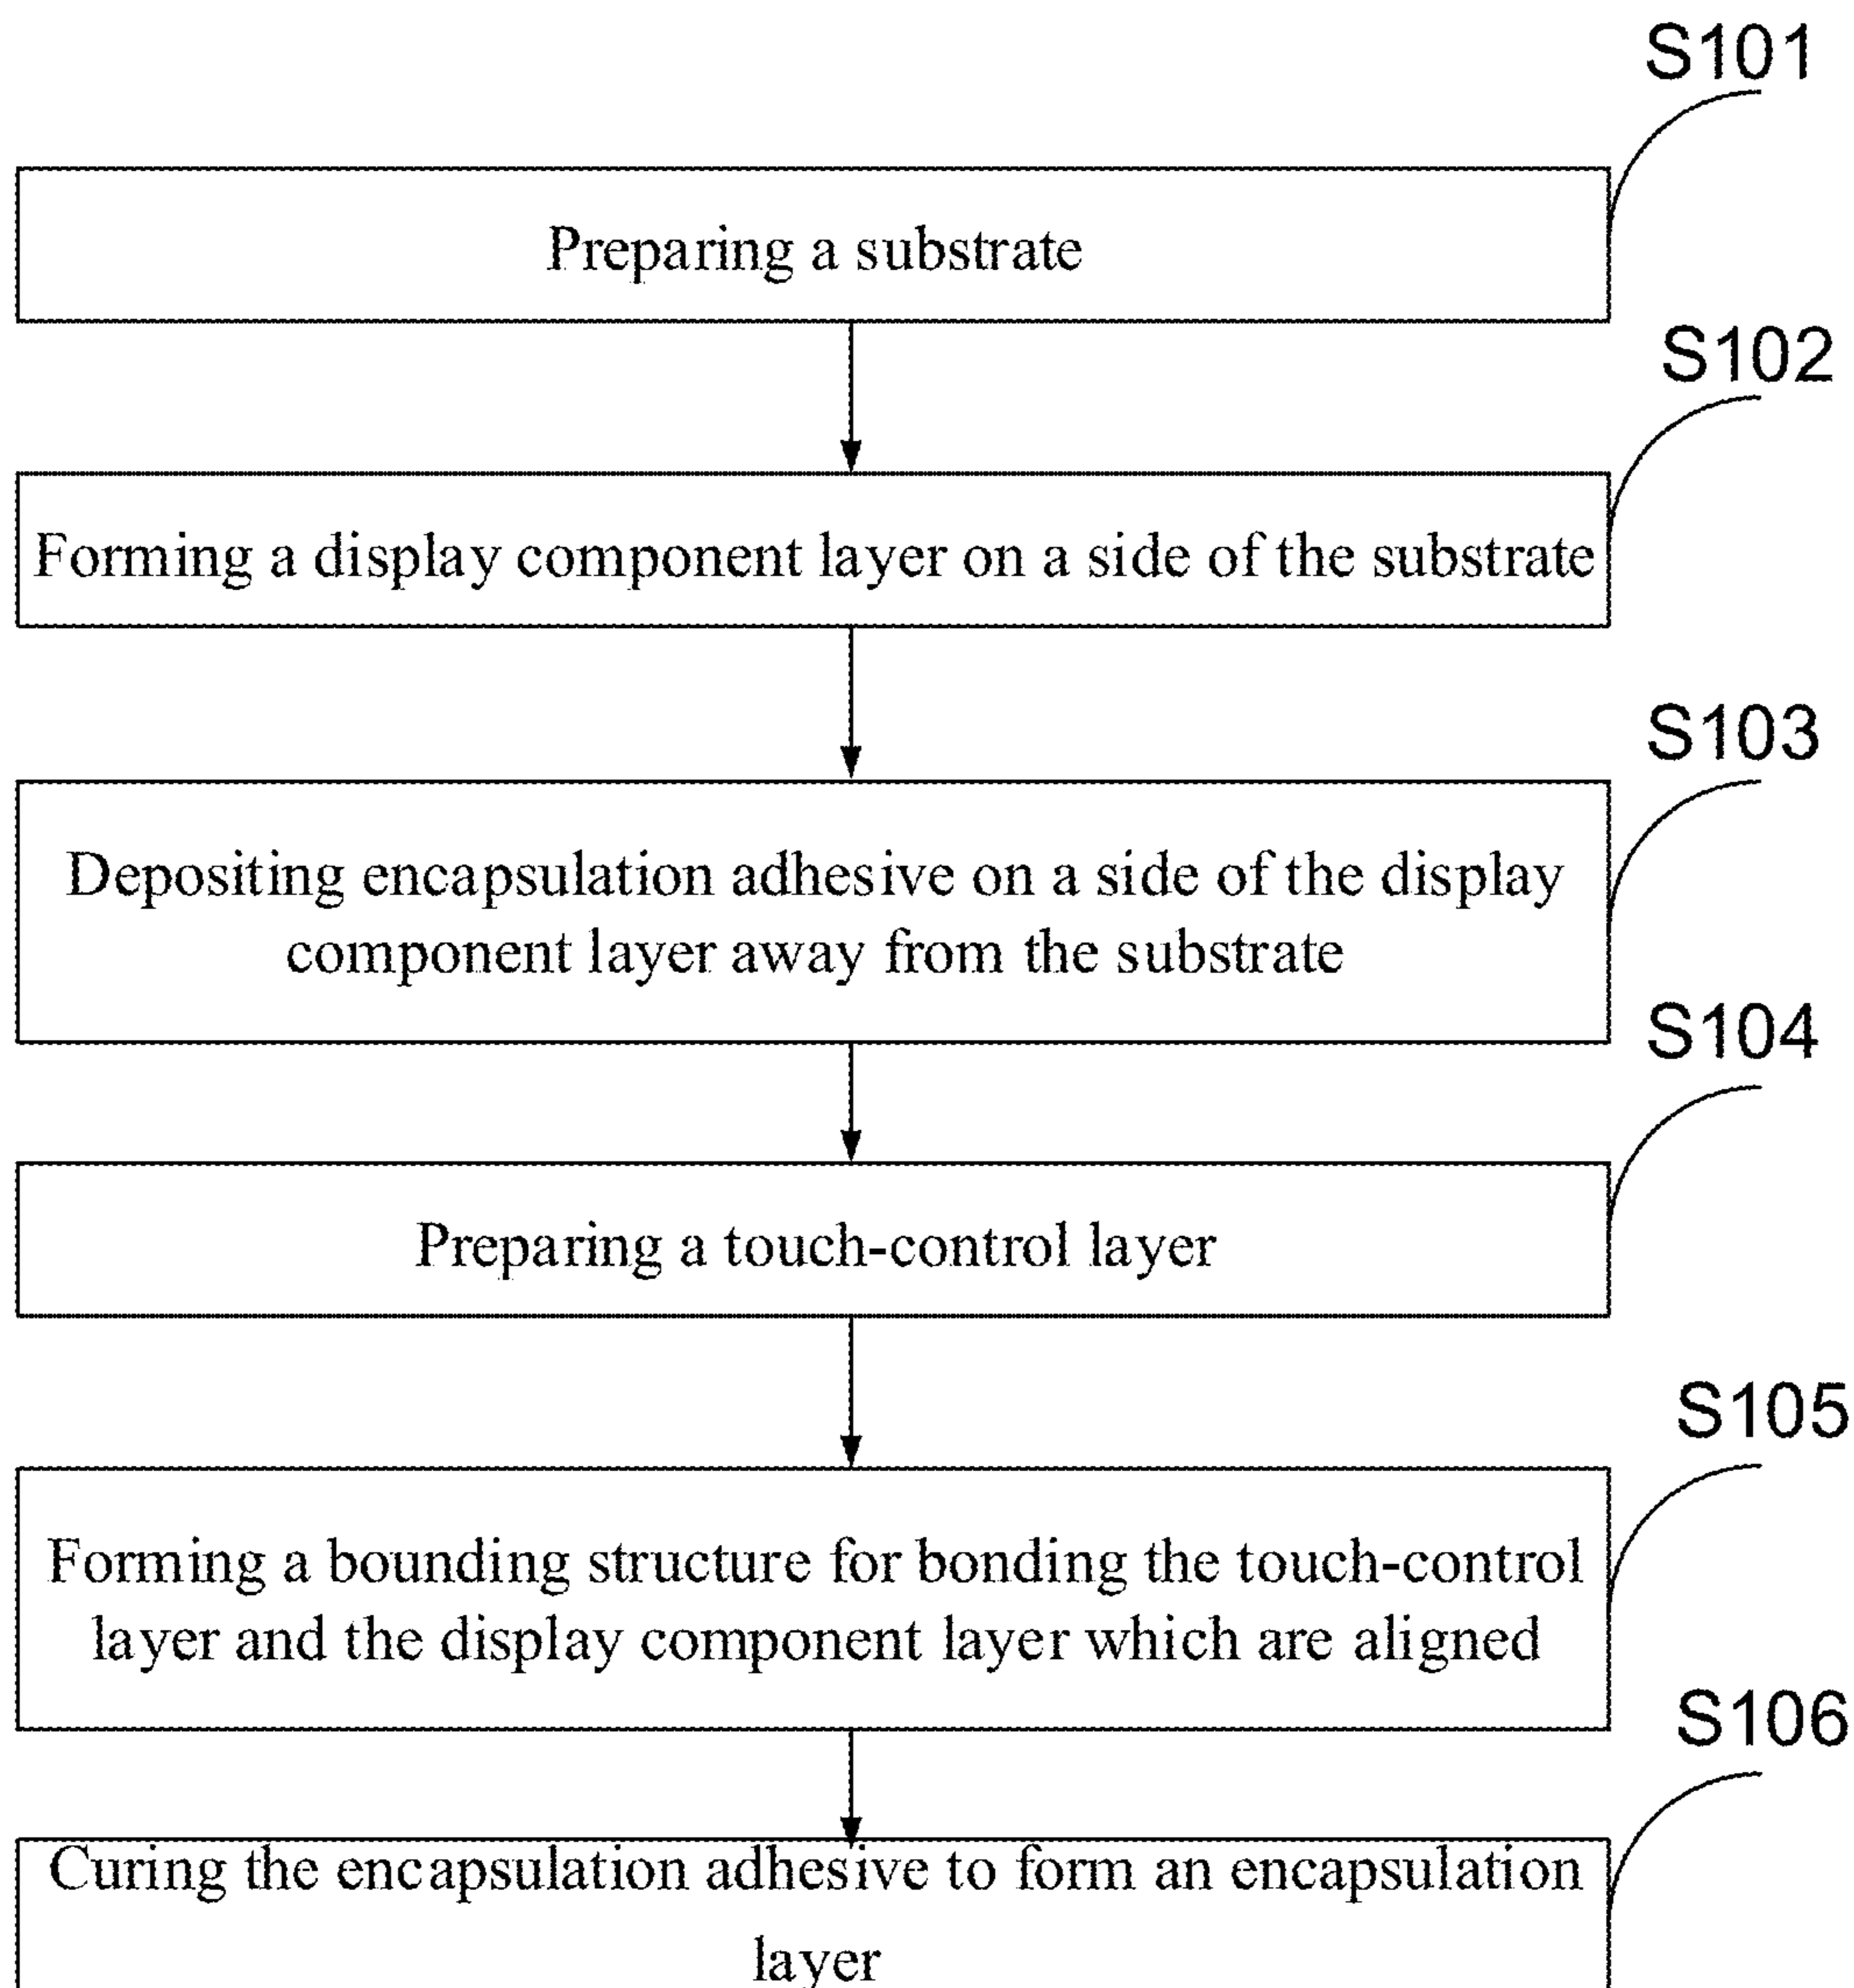 S101
Preparing a substrate
S102
Forming a display component layer on a side of the substrate
S103
Depositing encapsulation adhesive on a side of the display
component layer away from the substrate
S104
Preparing a touch-control layer
S105
Forming a bounding structure for bonding the touch-control
layer and the display component layer which are aligned
S106
Curing the encapsulation adhesive to form an encapsulation
layer